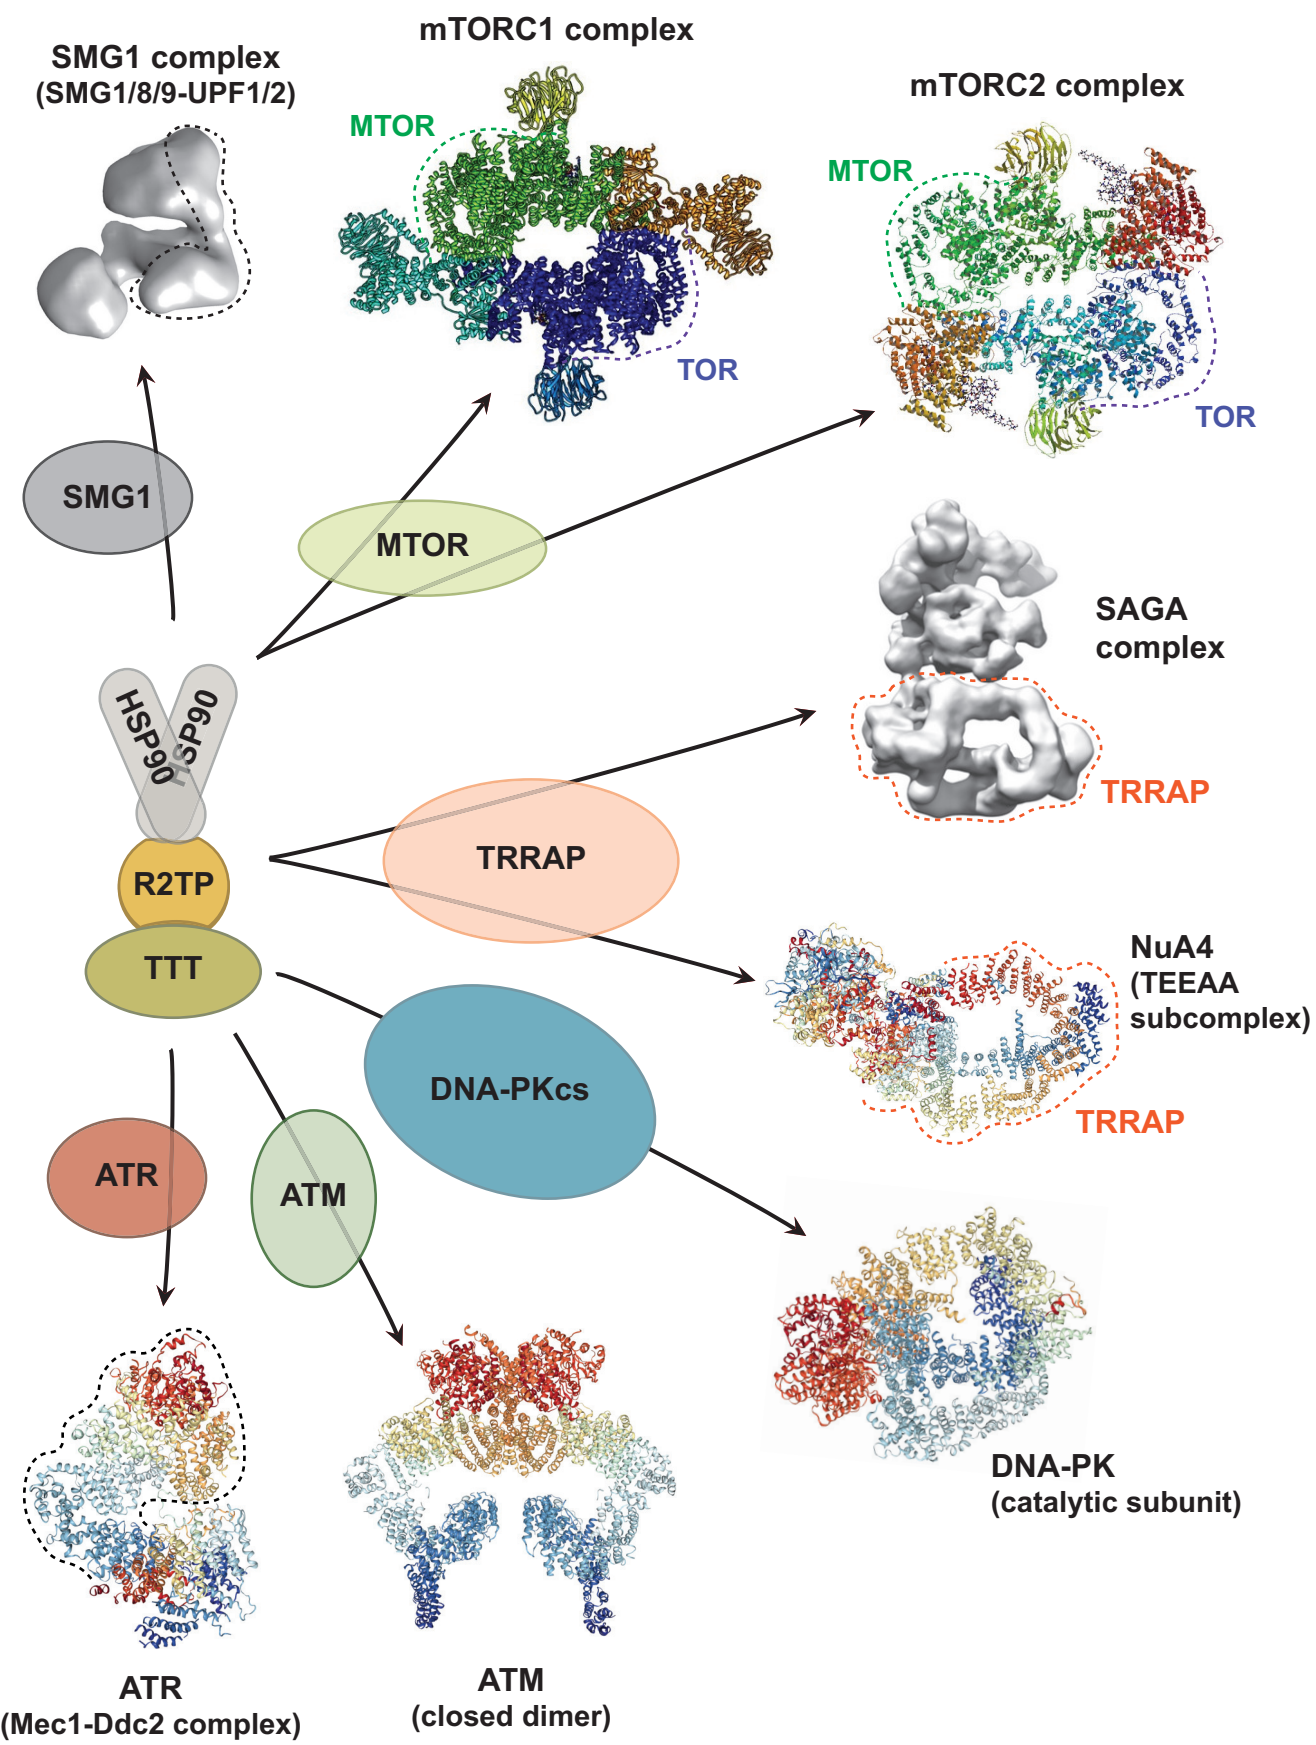 mTORC1 complex
SMG1 complex
(SMG1/8/9-UPF1/2)
mTORC2 complex
MTOR
MTOR
TOR
TOR
SMG1
MTOR
SAGA
complex
HSP90
HSP90
TRRAP
TRRAP
R2TP
TTT
NuA4
(TEEAA
subcomplex)
DNA-PKcs
TRRAP
ATR
ATM
DNA-PK
(catalytic subunit)
ATR
(Mec1-Ddc2 complex)
ATM
(closed dimer)